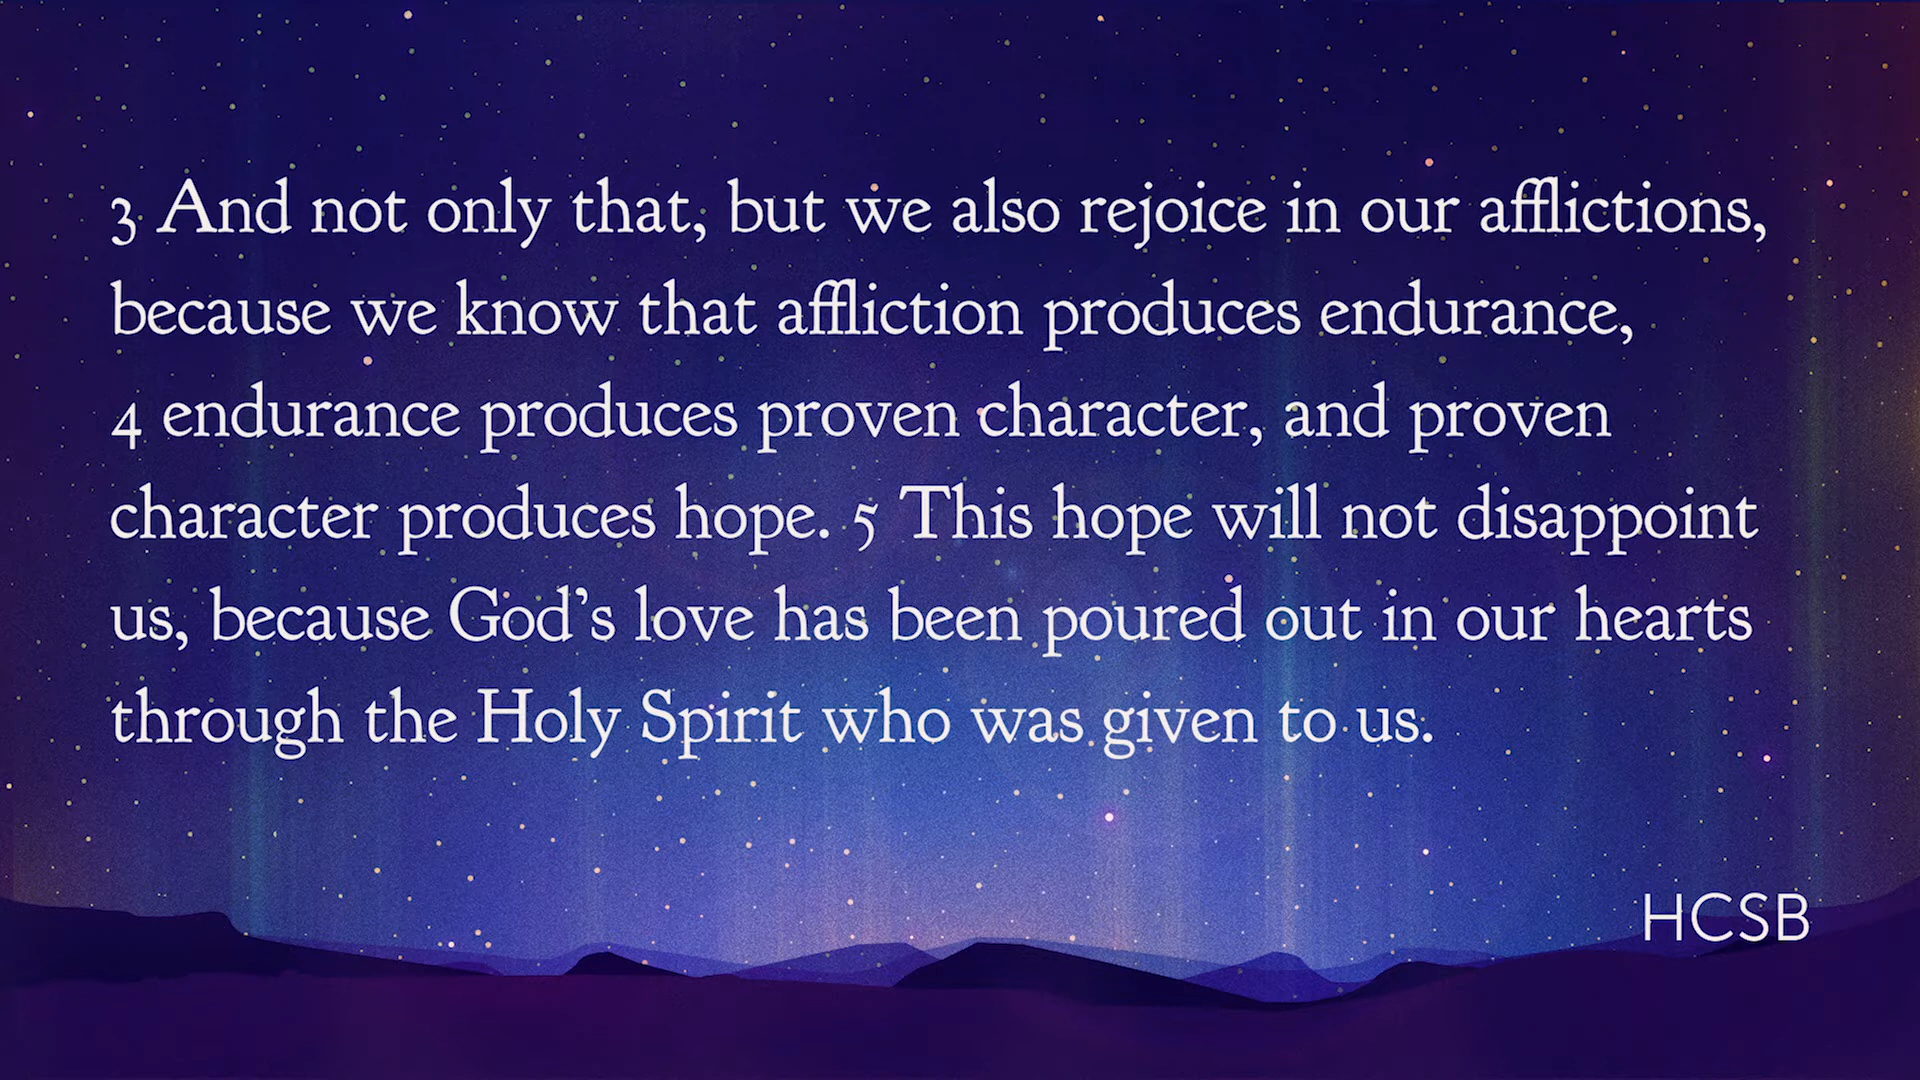 3 And not only that, but we also rejoice in our afflictions,
because we know that affliction produces endurance,
4 endurance produces proven character, and proven
character produces hope. 5 This hope will not disappoint
us, because God’s love has been poured out in our hearts
through the Holy Spirit who was given to us.
HCSB